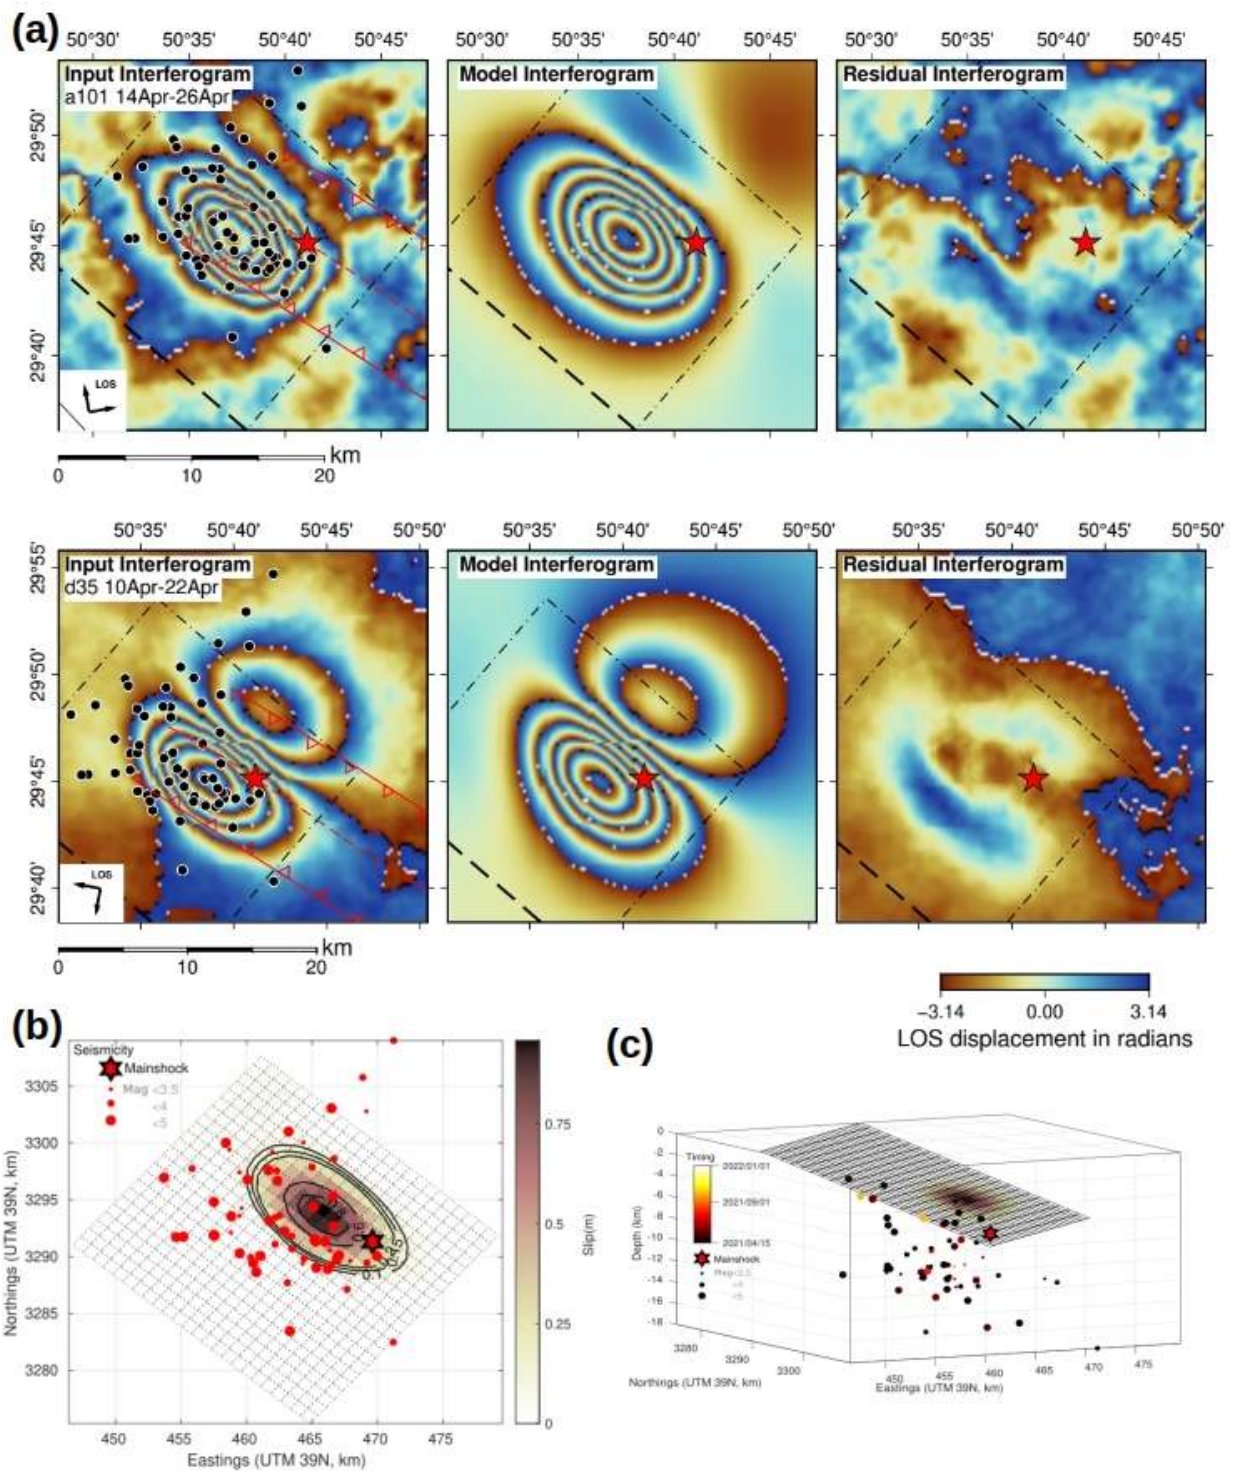 (a)
50°30' 50°35' 50°40' 50°45' 50°30' 50°35' 50°40' 50°45' 50°30' 50°35' 50°40' 50°45'
Input Interferogram
a101 14Apr-26Apr
Model Interferogram
Residual Interferogram
29°50'
29°45'
29°40'
LOS
km
0 10 20
50°35' 50°40' 50°45' 50°50' 50°35' 50°40' 50°45' 50°50' 50°35' 50°41' 50°45' 50°50'
Input Interferogram
d35 10Apr-22Apr
Model Interferogram
Residual Interferogram
29°55'
29°50'
29°45'
29°40'
LOS
km
0 10 20
−3.14 0.00 3.14
LOS displacement in radians
(b)
Seismicity
Mainshock
Mag <3.5
<4
<5
3305
3300
3295
3290
3285
3280
Northings (UTM 39N, km)
450 455 460 465 470 475
Eastings (UTM 39N, km)
0.75
0.5
0.25
0
Slip(m)
(c)
0
-2
-4
-6
-8
-10
-12
-14
-16
-18
Depth (km)
Timing
2022/01/01
2021/09/01
2021/04/15
Mainshock
<4
<5
3280
3290
3300
Northings (UTM 39N, km)
450 455 460 465 470 475
Eastings (UTM 39N, km)